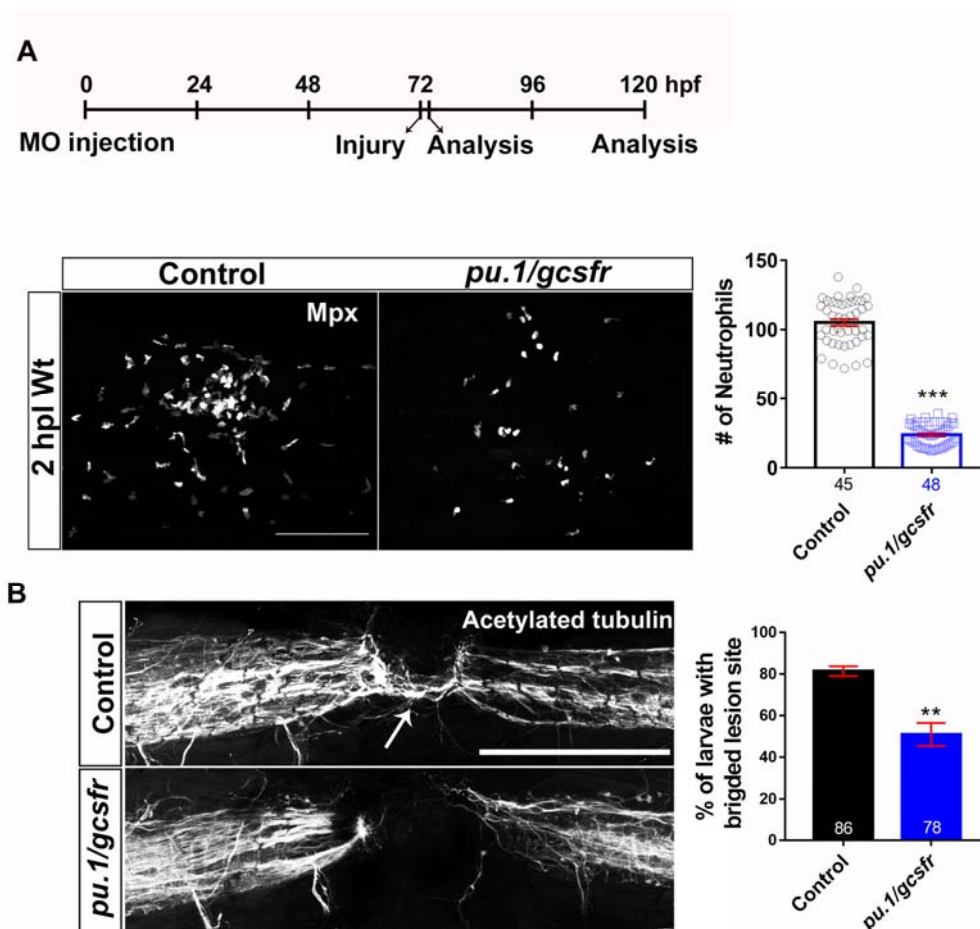 A
0 24 48 72 96 120 hpf
MO injection Injury Analysis Analysis
Control pu.1/gcsfr
2 hpl Wt
Mpx
# of Neutrophils
150
100
50
0
***
45 48
Control pu.1/gcsfr
B
Control
Acetylated tubulin
pu.1/gcsfr
% of larvae with
brigded lesion site
100
80
60
40
20
0
**
86 78
Control pu.1/gcsfr